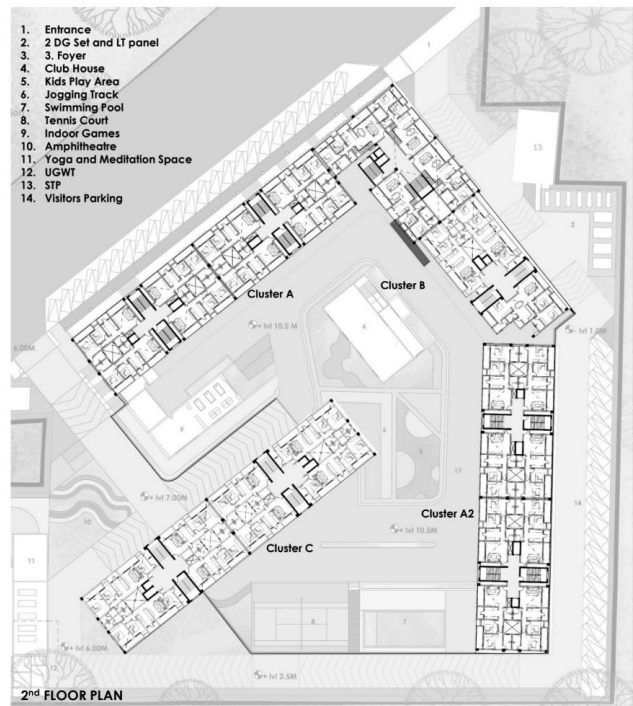 1. Entrance
2. 2 DG Set and LT panel
3. 3. Foyer
4. Club House
5. Kids Play Area
6. Jogging Track
7. Swimming Pool
8. Tennis Court
9. Indoor Games
10. Amphitheatre
11. Yoga and Meditation Space
12. UGWT
13. STP
14. Visitors Parking
1
13
2
Cluster A
Cluster B
+ lvl 10.5 M
4
- lvl 1.0M
6.00M
9
6
5
17
+ lvl 7.00M
10
Cluster A2
14
+ lvl 10.5M
Cluster C
11
8
7
+ lvl 6.00M
12
+ lvl 2.5M
2nd FLOOR PLAN